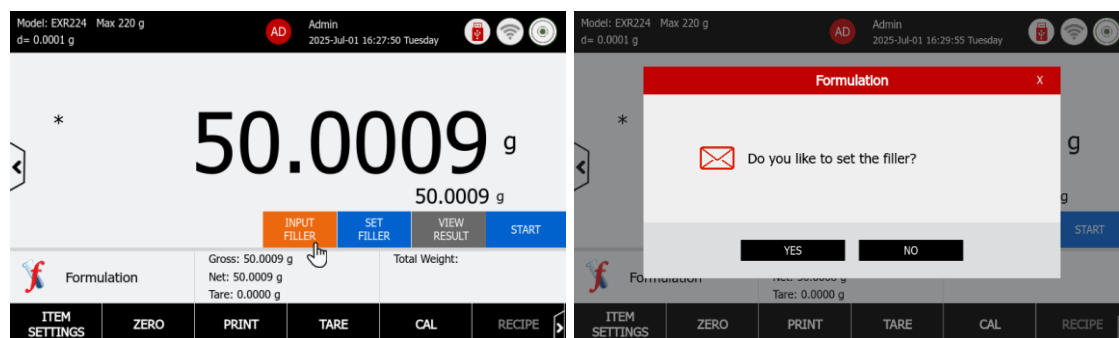 Model: EXR224 Max 220 g
d= 0.0001 g
AD
Admin
2025-Jul-01 16:27:50 Tuesday
*
50.0009 g
50.0009 g
INPUT FILLER
SET FILLER
VIEW RESULT
START
Formulation
Gross: 50.0009 g
Net: 50.0009 g
Tare: 0.0000 g
Total Weight:
ITEM SETTINGS
ZERO
PRINT
TARE
CAL
RECIPE
Model: EXR224 Max 220 g
d= 0.0001 g
AD
Admin
2025-Jul-01 16:29:55 Tuesday
Formulation
X
*
g
Do you like to set the filler?
g
START
YES
NO
Formulation
Tare: 0.0000 g
ITEM SETTINGS
ZERO
PRINT
TARE
CAL
RECIPE